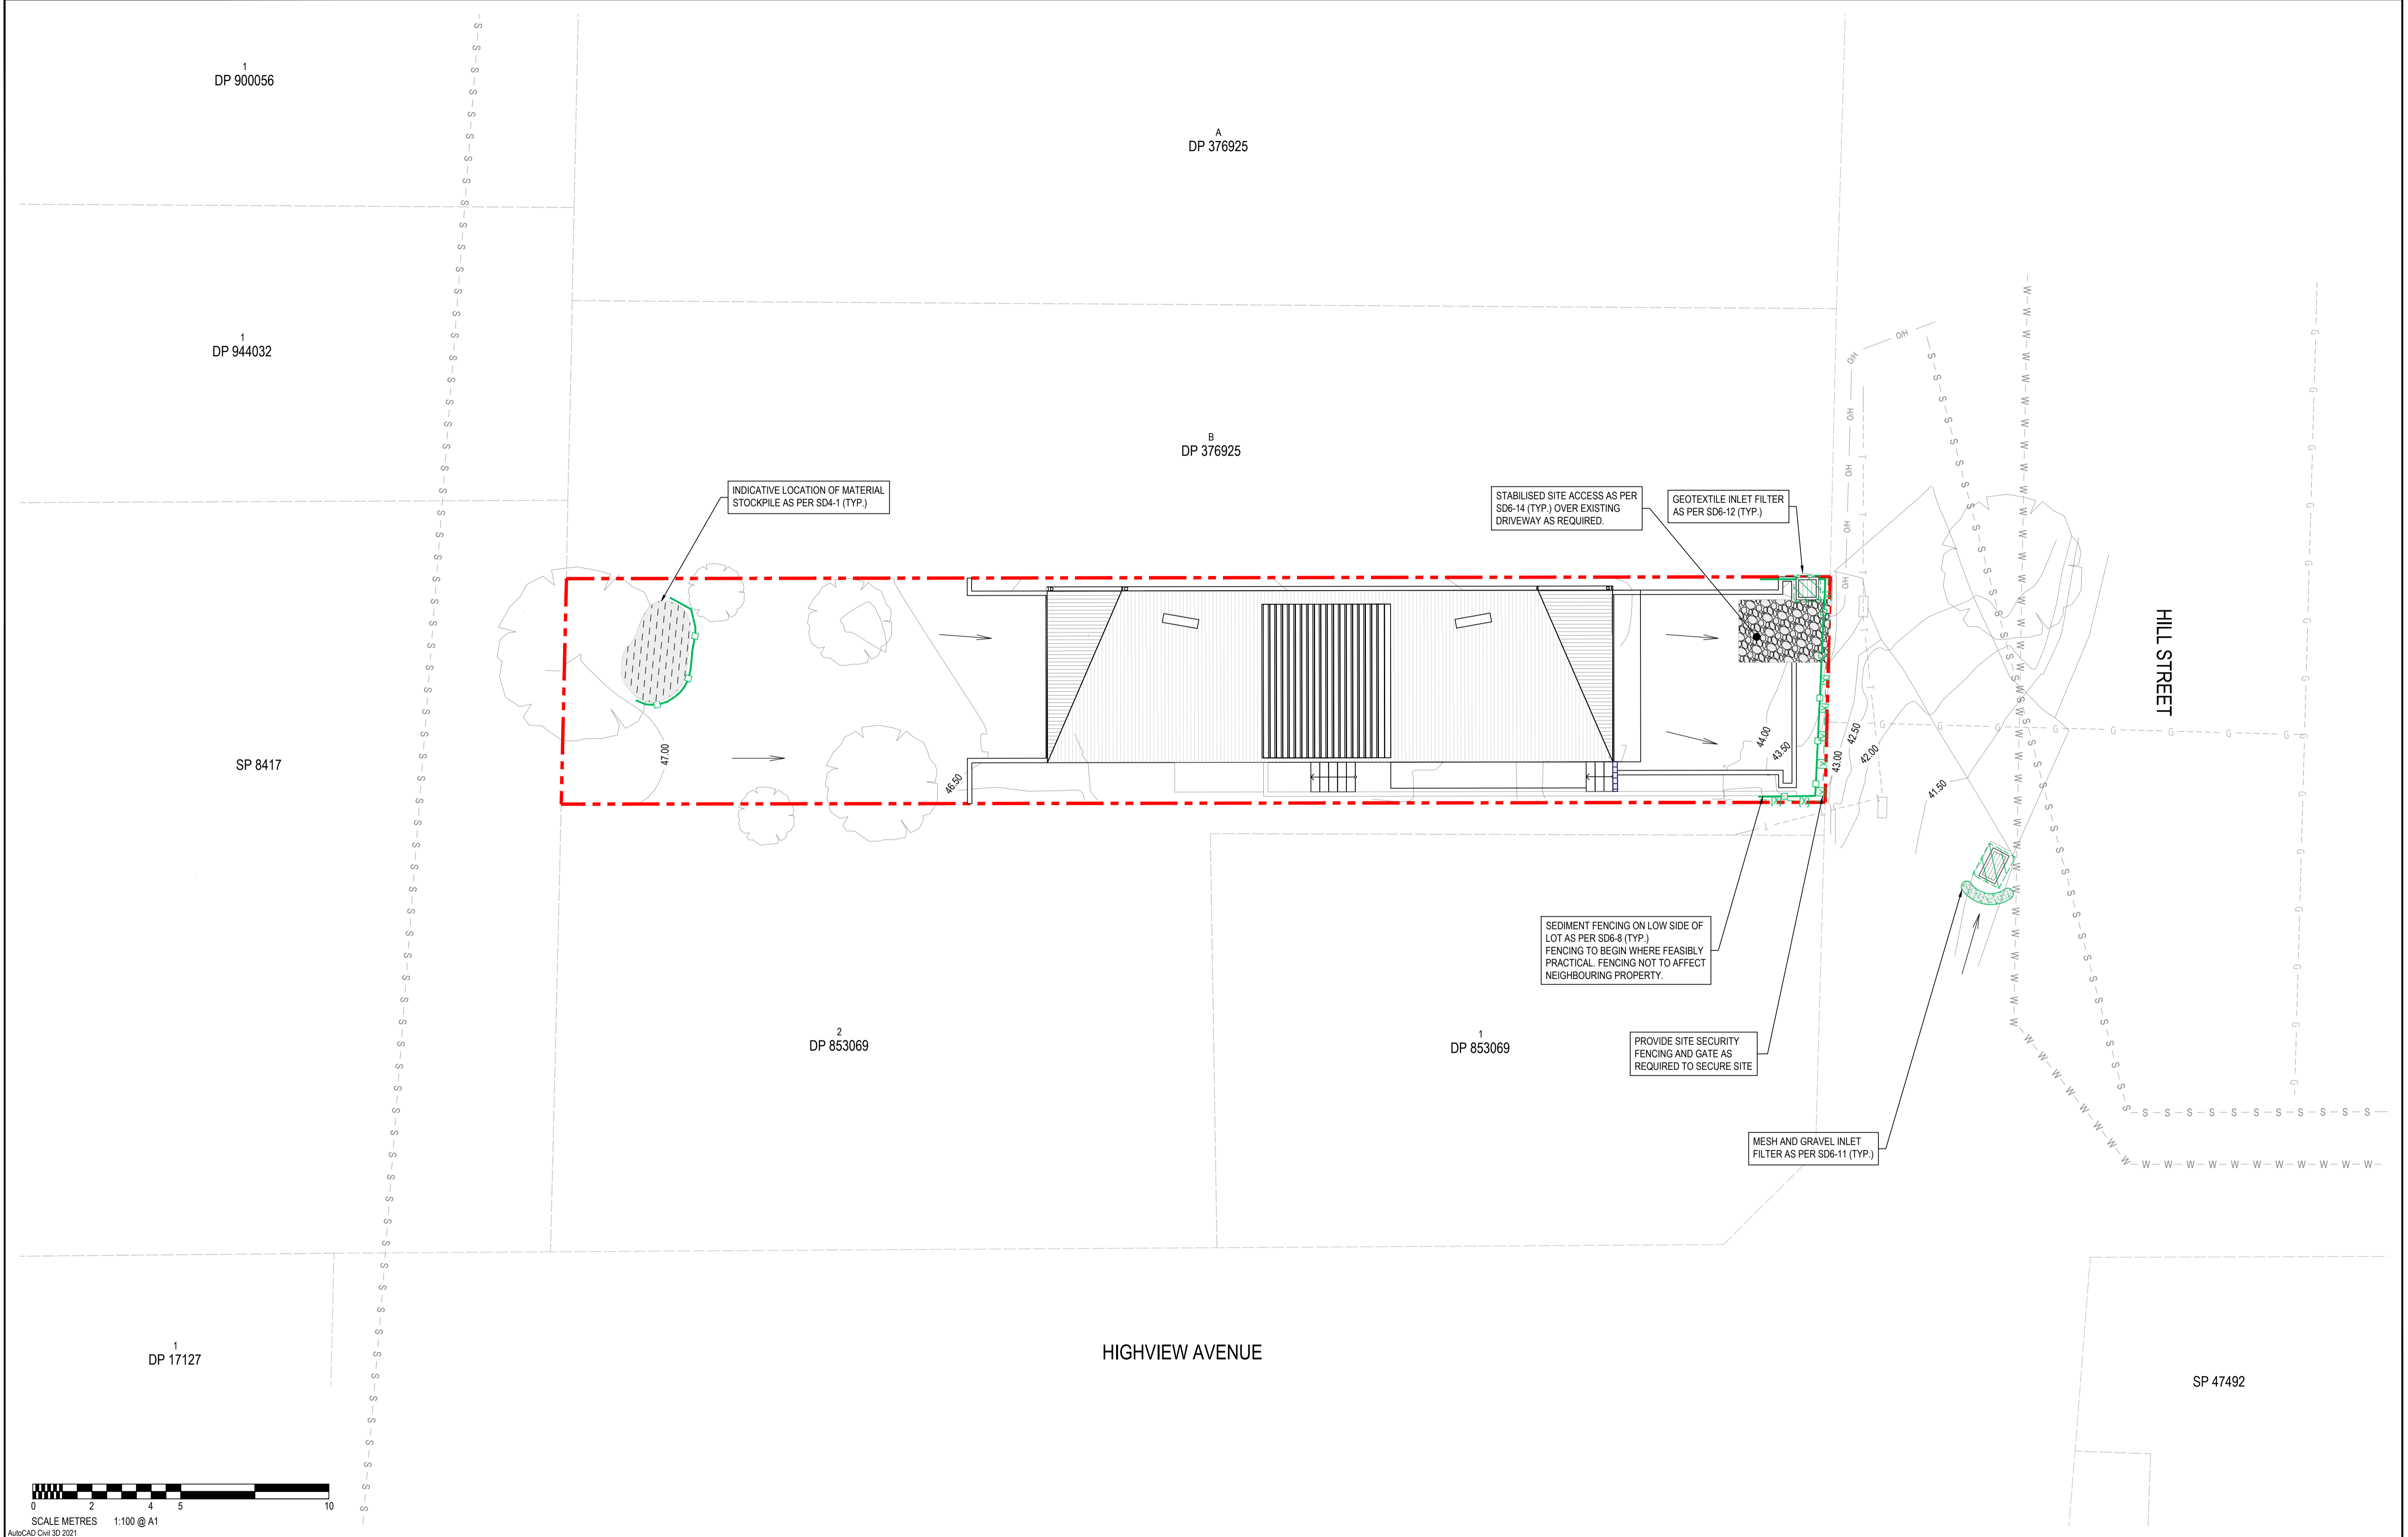 1
DP 900056
A
DP 376925
1
DP 944032
B
DP 376925
INDICATIVE LOCATION OF MATERIAL
STOCKPILE AS PER SD4-1 (TYP.)
STABILISED SITE ACCESS AS PER
SD6-14 (TYP.) OVER EXISTING
DRIVEWAY AS REQUIRED.
GEOTEXTILE INLET FILTER
AS PER SD6-12 (TYP.)
HILL STREET
SP 8417
47.00
46.50
44.00
43.50
43.00
42.50
42.00
41.50
SEDIMENT FENCING ON LOW SIDE OF
LOT AS PER SD6-8 (TYP.)
FENCING TO BEGIN WHERE FEASIBLY
PRACTICAL. FENCING NOT TO AFFECT
NEIGHBOURING PROPERTY.
2
DP 853069
1
DP 853069
PROVIDE SITE SECURITY
FENCING AND GATE AS
REQUIRED TO SECURE SITE
MESH AND GRAVEL INLET
FILTER AS PER SD6-11 (TYP.)
1
DP 17127
HIGHVIEW AVENUE
SP 47492
0 2 4 5 10
SCALE METRES 1:100 @ A1
AutoCAD Civil 3D 2021